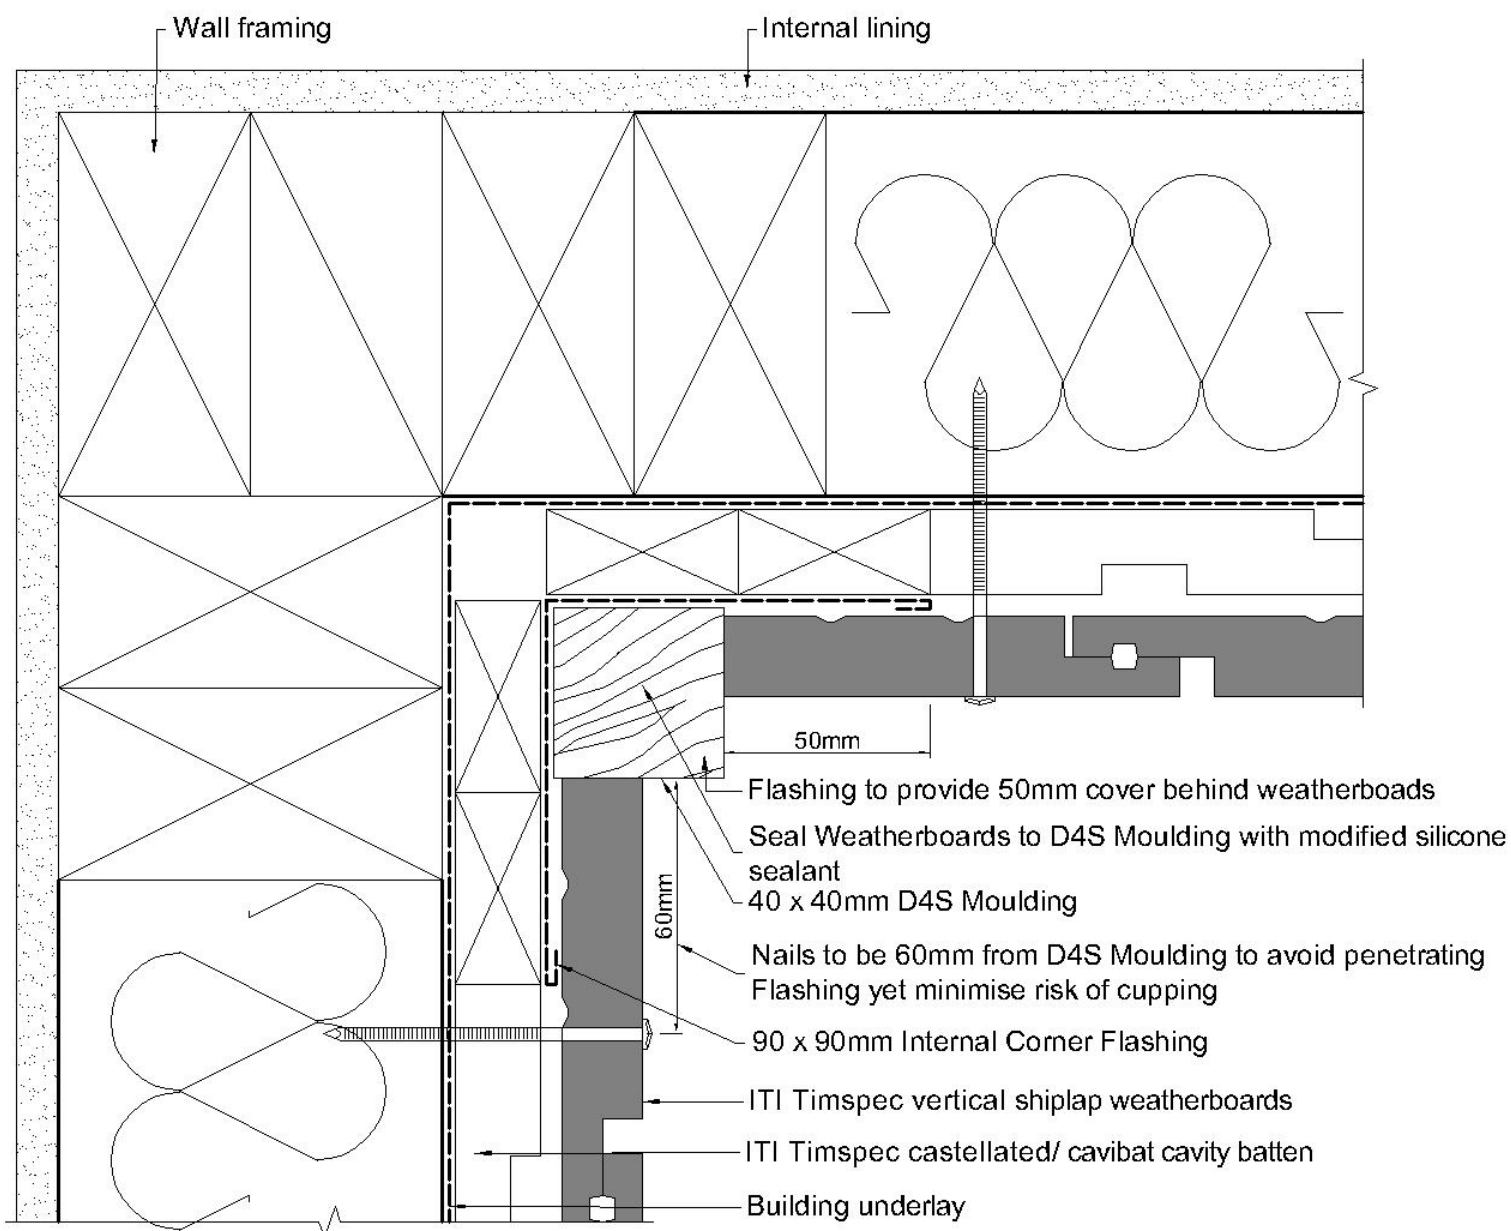 Wall framing
Internal lining
50mm
Flashing to provide 50mm cover behind weatherboads
Seal Weatherboards to D4S Moulding with modified silicone
sealant
40 x 40mm D4S Moulding
60mm
Nails to be 60mm from D4S Moulding to avoid penetrating
Flashing yet minimise risk of cupping
90 x 90mm Internal Corner Flashing
ITI Timspec vertical shiplap weatherboards
ITI Timspec castellated/ cavibat cavity batten
Building underlay